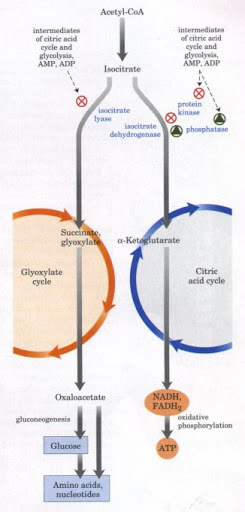 Acetyl-CoA
intermediates
of citric acid
cycle and
glycolysis,
AMP, ADP
intermediates
of citric acid
cycle and
glycolysis,
AMP, ADP
Isocitrate
isocitrate
lyase
isocitrate
dehydrogenase
protein
kinase
phosphatase
Succinate,
glyoxylate
α-Ketoglutarate
Glyoxylate
cycle
Citric
acid cycle
Oxaloacetate
NADH,
FADH₂
gluconeogenesis
oxidative
phosphorylation
Glucose
ATP
Amino acids,
nucleotides